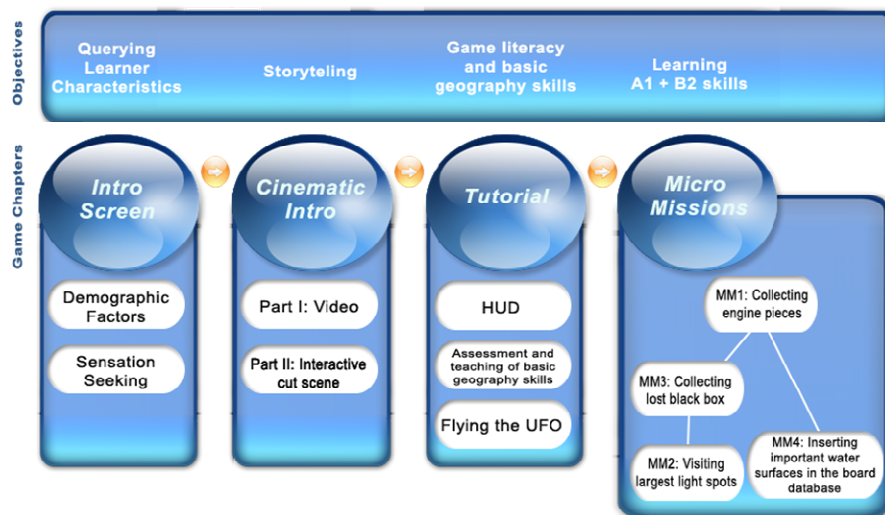 Objectives
Querying
Learner
Characteristics
Storyteling
Game literacy
and basic
geography skills
Learning
A1 + B2 skills
Game Chapters
Intro
Screen
Demographic
Factors
Sensation
Seeking
Cinematic
Intro
Part I: Video
Part II: Interactive
cut scene
Tutorial
HUD
Assessment and
teaching of basic
geography skills
Flying the UFO
Micro
Missions
MM1: Collecting
engine pieces
MM3: Collecting
lost black box
MM2: Visiting
largest light spots
MM4: Inserting
important water
surfaces in the board
database